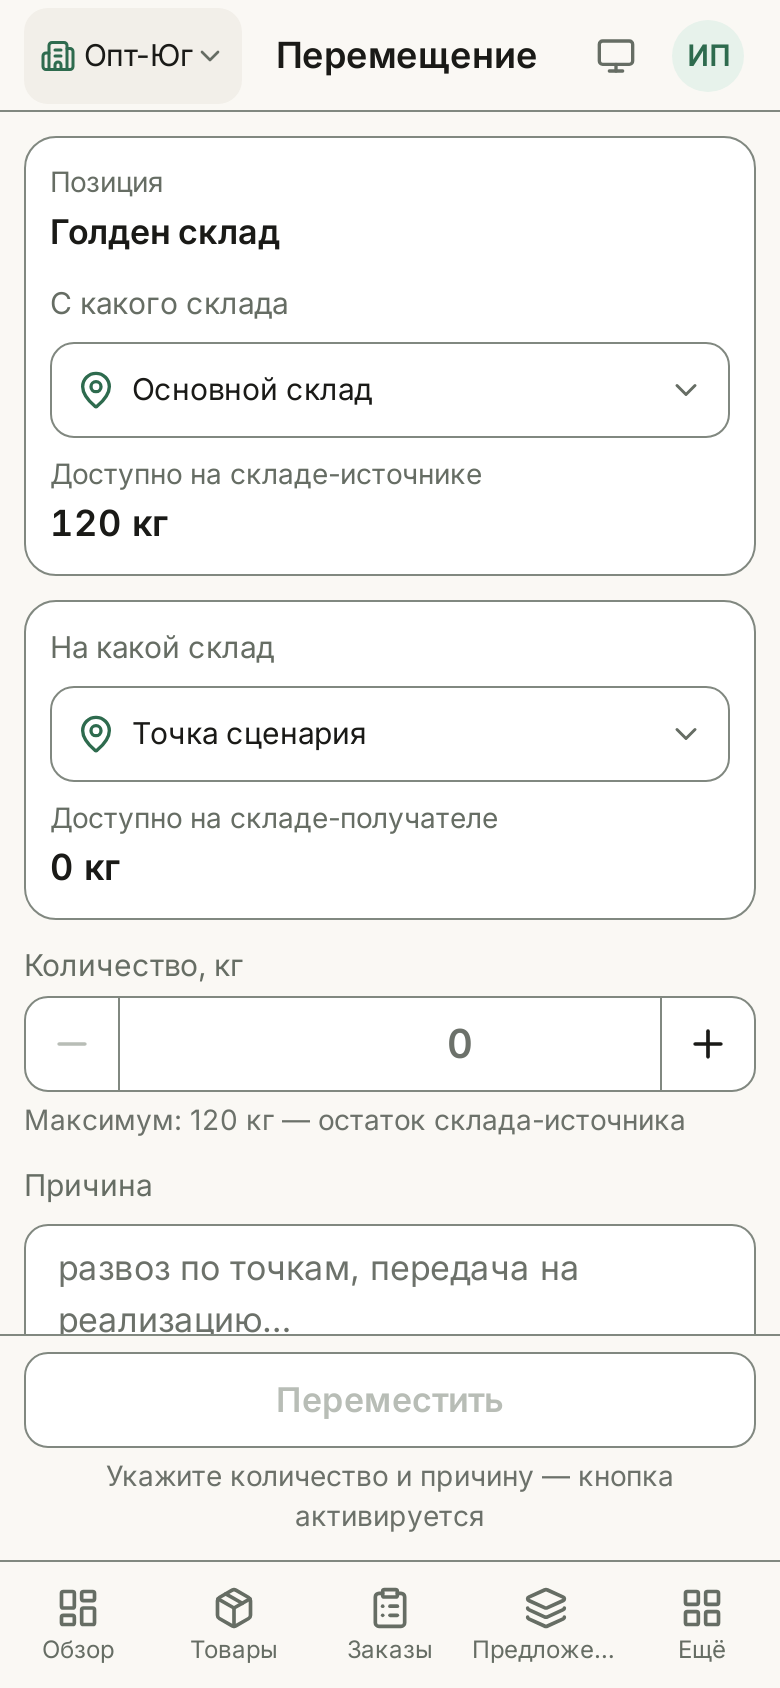 Опт-Юг
Перемещение
ИП
Позиция
Голден склад
С какого склада
Основной склад
Доступно на складе-источнике
120 кг
На какой склад
Точка сценария
Доступно на складе-получателе
0 кг
Количество, кг
0
Максимум: 120 кг — остаток склада-источника
Причина
развоз по точкам, передача на
реализацию...
Переместить
Укажите количество и причину — кнопка
активируется
Обзор
Товары
Заказы
Предложе...
Ещё